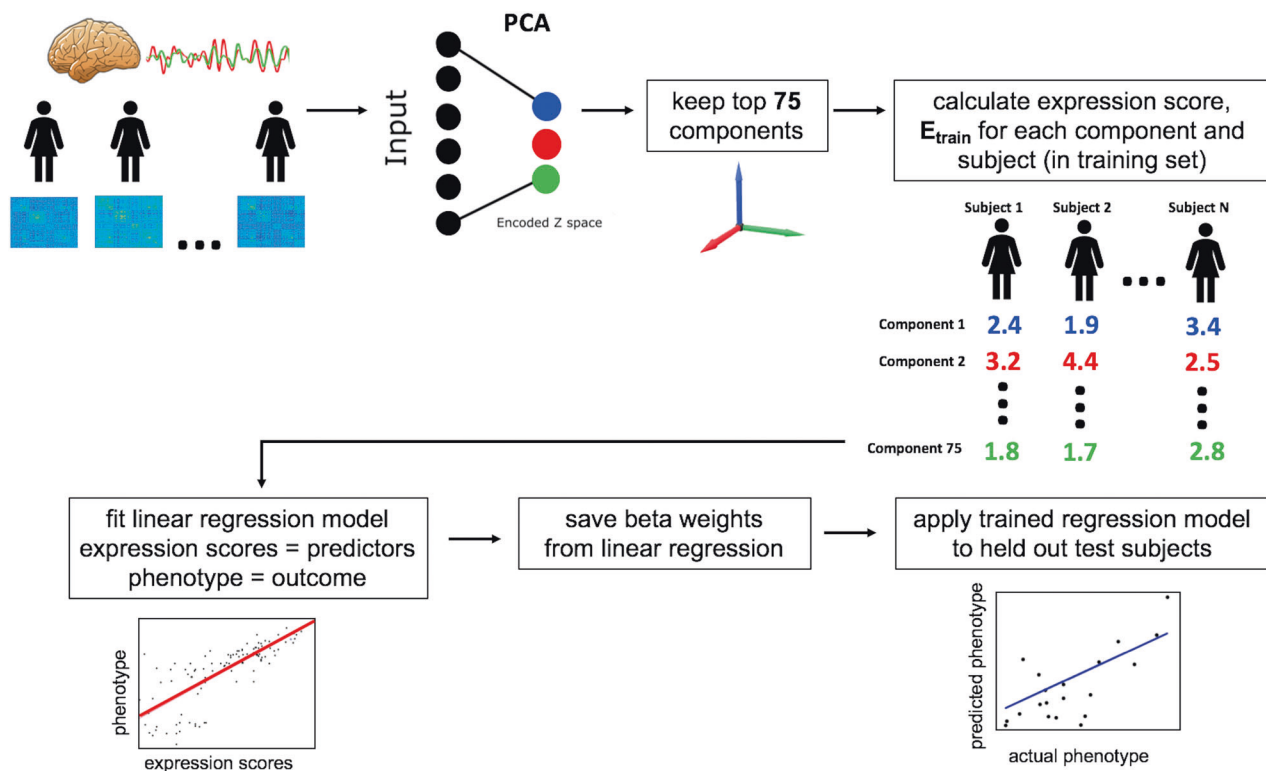 PCA
Input
Encoded Z space
keep top 75
components
calculate expression score,
E_train for each component and
subject (in training set)
Subject 1
Subject 2
Subject N
Component 1
2.4
1.9
3.4
Component 2
3.2
4.4
2.5
Component 75
1.8
1.7
2.8
fit linear regression model
expression scores = predictors
phenotype = outcome
save beta weights
from linear regression
apply trained regression model
to held out test subjects
phenotype
expression scores
predicted phenotype
actual phenotype